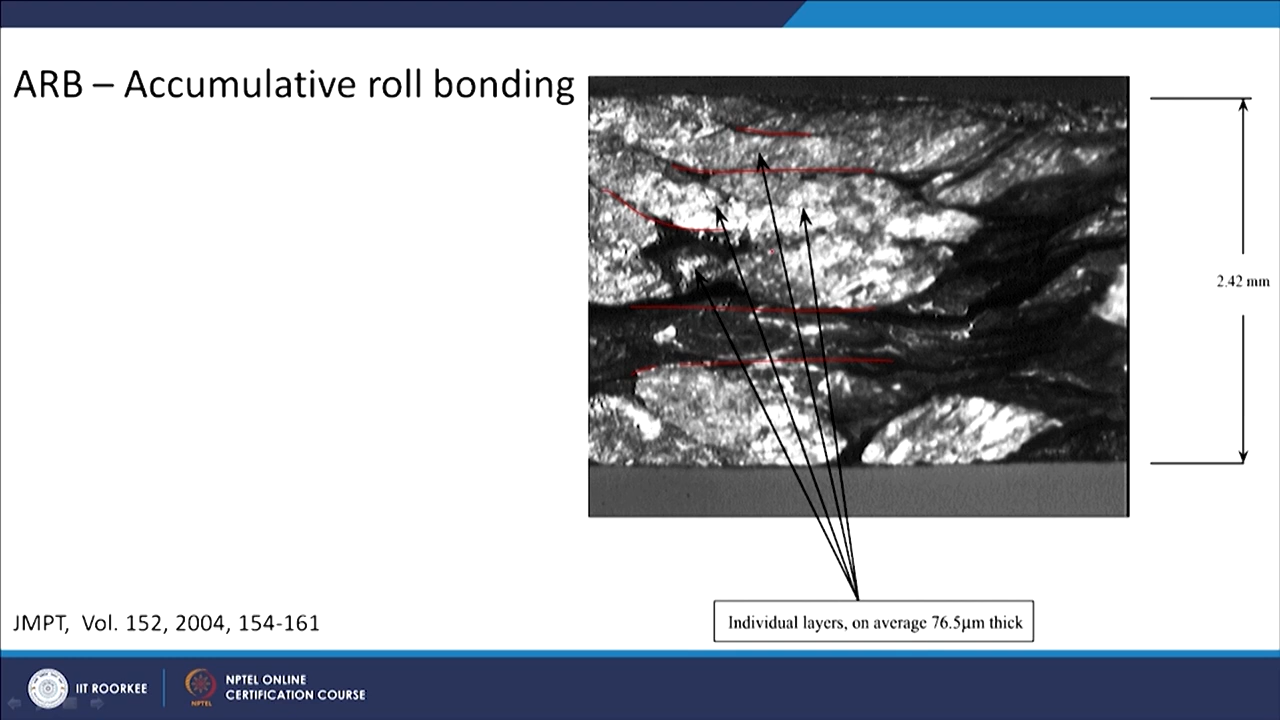 ARB – Accumulative roll bonding
2.42 mm
Individual layers, on average 76.5μm thick
JMPT, Vol. 152, 2004, 154-161
IIT ROORKEE
NPTEL
NPTEL ONLINE
CERTIFICATION COURSE